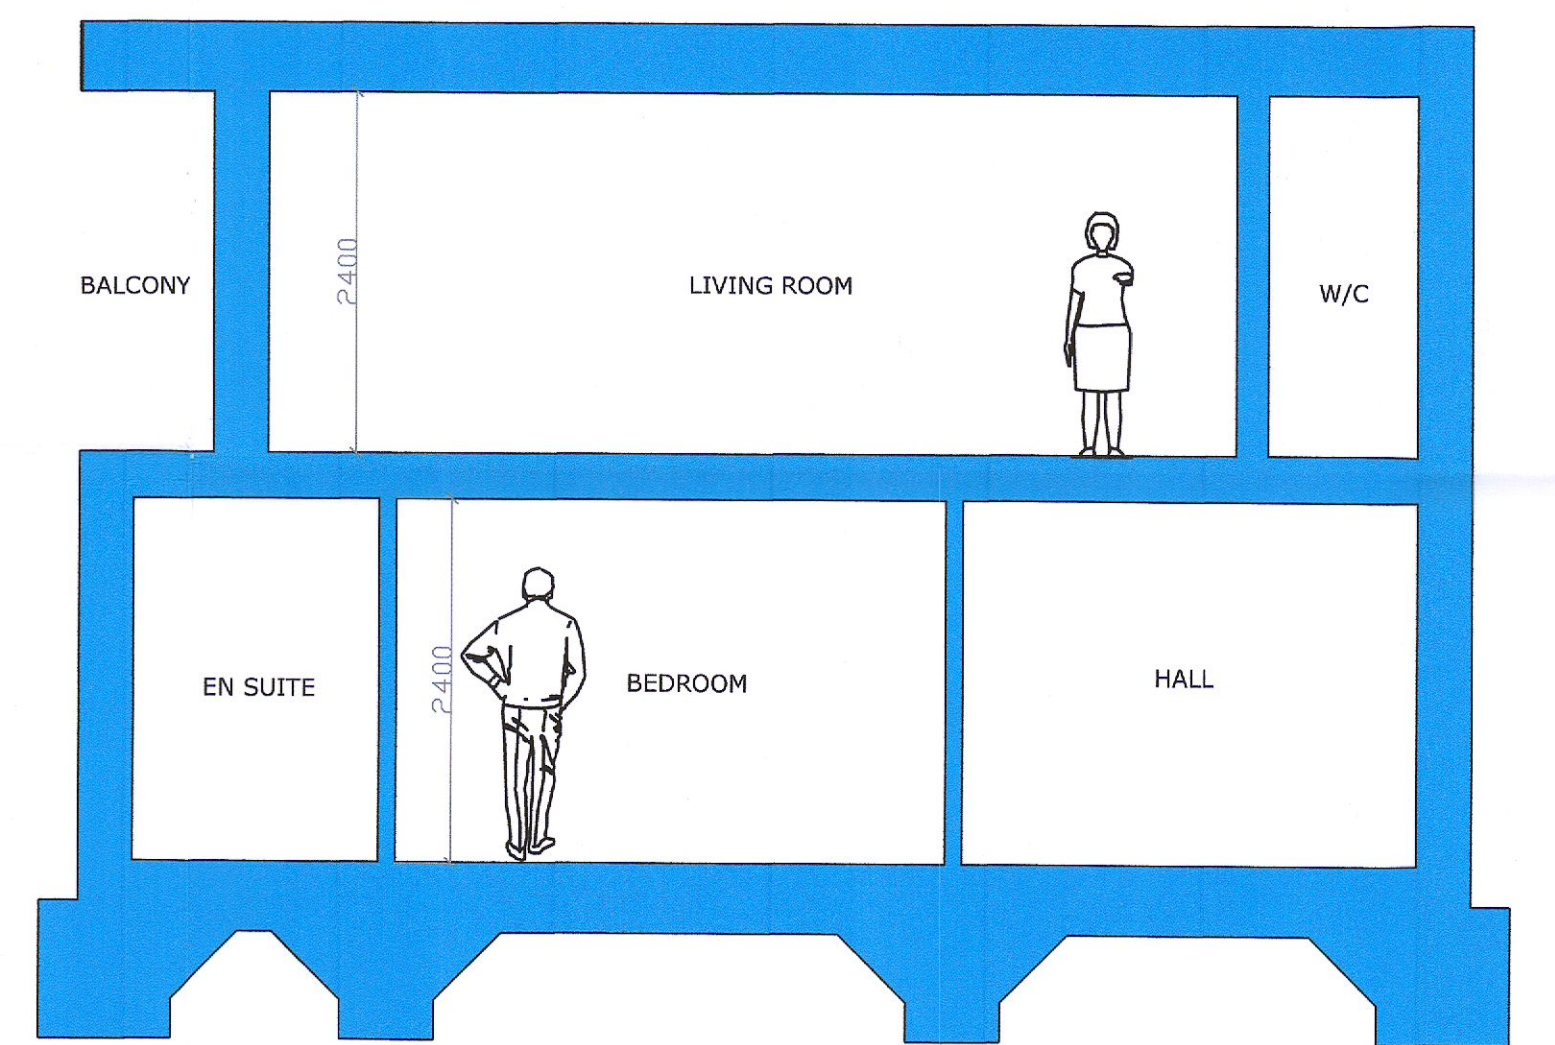 BALCONY
2400
LIVING ROOM
W/C
EN SUITE
2400
BEDROOM
HALL